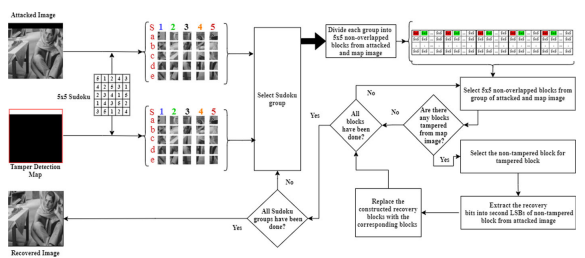 Attacked Image
5x5 Sudoku
Tamper Detection
Map
Recovered Image
S 1 2 3 4 5
a
b
c
d
e
S 1 2 3 4 5
a
b
c
d
e
Select Sudoku
group
Divide each group into
5x5 non-overlapped
blocks from attacked
and map image
Select 5x5 non-overlapped blocks from
group of attacked and map image
Are there
any blocks
tampered
from map
image?
No
Yes
All
blocks
have been
done?
No
Yes
Select the non-tampered block for
tampered block
Extract the recovery
bits into second LSBs of non-tampered
block from attacked image
Replace the
constructed recovery
blocks with the
corresponding blocks
All Sudoku
groups have been
done?
No
Yes